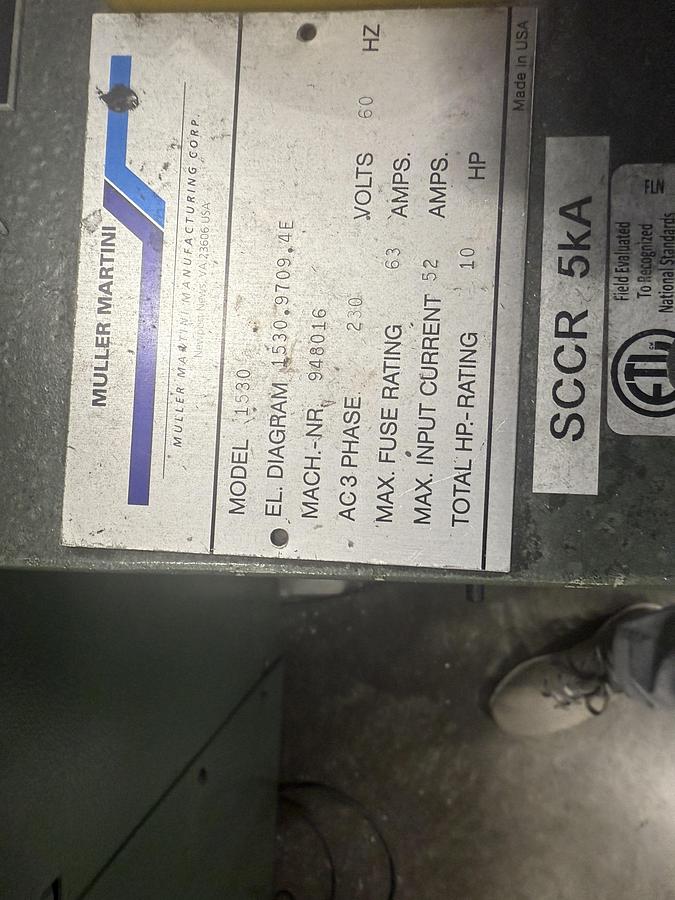 MULLER MARTINI
MULLER MARTINI MANUFACTURING CORP.
Newport News, VA 23606 USA
MODEL 1530
EL. DIAGRAM 1530.9709.4E
MACH.-NR. 948016
AC 3 PHASE 230 VOLTS 60 HZ
MAX. FUSE RATING 63 AMPS.
MAX. INPUT CURRENT 52 AMPS.
TOTAL HP.-RATING 10 HP
Made in USA
SCCR 5kA
FLN
Field Evaluated
To Recognized
National Standards
ETL